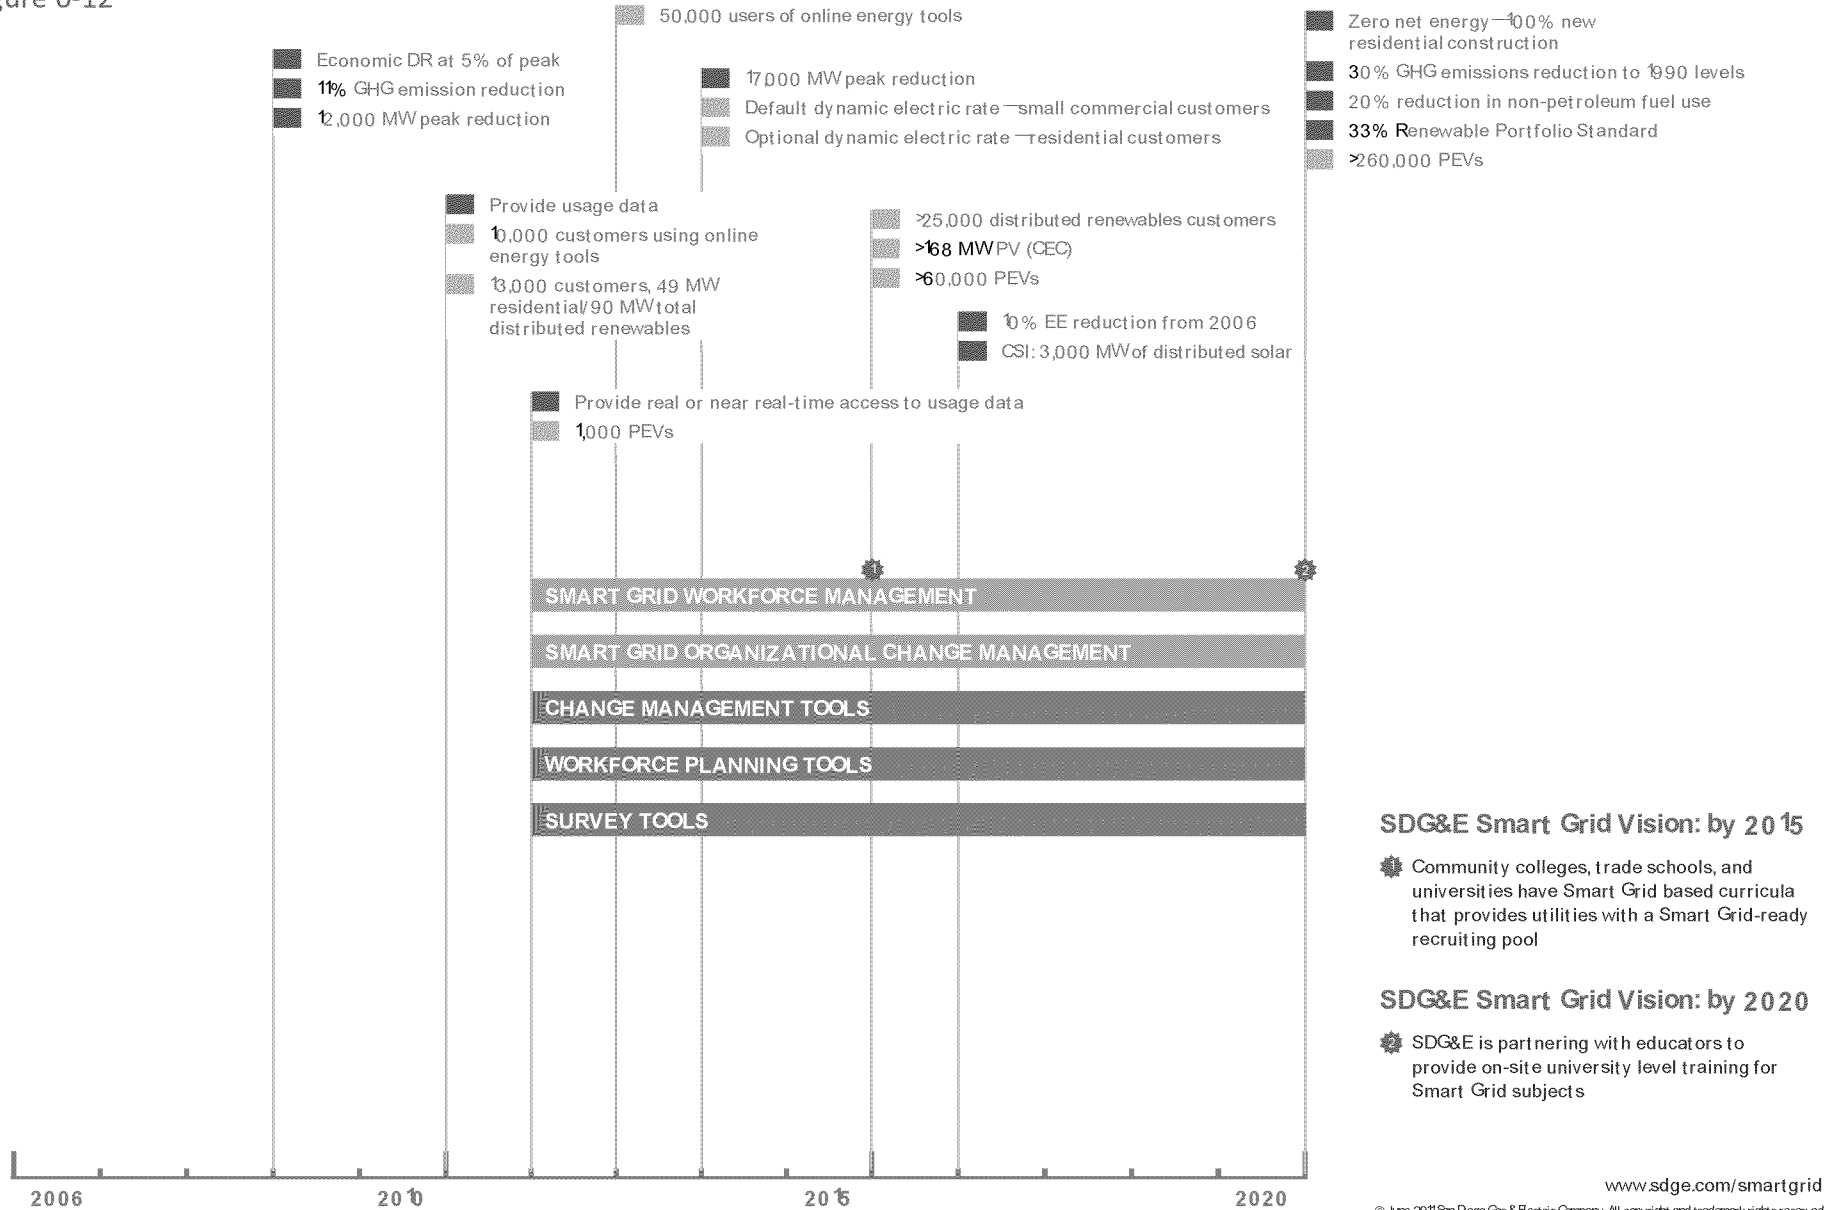 50,000 users of online energy tools
Economic DR at 5% of peak
11% GHG emission reduction
12,000 MW peak reduction
17,000 MW peak reduction
Default dynamic electric rate—small commercial customers
Optional dynamic electric rate—residential customers
Zero net energy—100% new
residential construction
30% GHG emissions reduction to 1990 levels
20% reduction in non-petroleum fuel use
33% Renewable Portfolio Standard
>260,000 PEVs
Provide usage data
10,000 customers using online
energy tools
13,000 customers, 49 MW
residential/90 MW total
distributed renewables
>25,000 distributed renewables customers
>168 MW PV (CEC)
>60,000 PEVs
10% EE reduction from 2006
CSI: 3,000 MW of distributed solar
Provide real or near real-time access to usage data
1,000 PEVs
1
2
SMART GRID WORKFORCE MANAGEMENT
SMART GRID ORGANIZATIONAL CHANGE MANAGEMENT
CHANGE MANAGEMENT TOOLS
WORKFORCE PLANNING TOOLS
SURVEY TOOLS
SDG&E Smart Grid Vision: by 2015
1 Community colleges, trade schools, and
universities have Smart Grid based curricula
that provides utilities with a Smart Grid-ready
recruiting pool
SDG&E Smart Grid Vision: by 2020
2 SDG&E is partnering with educators to
provide on-site university level training for
Smart Grid subjects
2006
2010
2015
2020
www.sdge.com/smartgrid